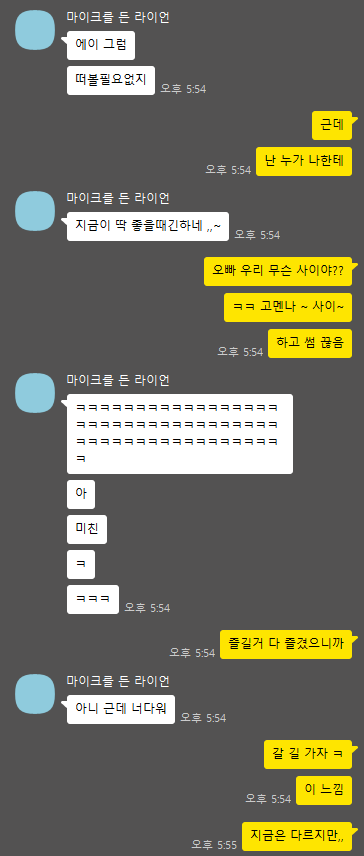 마이크를 든 라이언
에이 그럼
떠볼필요없지
오후 5:54
근데
난 누가 나한테
오후 5:54
마이크를 든 라이언
지금이 딱 좋을때긴하네 ,,~
오후 5:54
오빠 우리 무슨 사이야??
ㅋㅋ 고멘나 ~ 사이~
하고 썸 끊음
오후 5:54
마이크를 든 라이언
ㅋㅋㅋㅋㅋㅋㅋㅋㅋㅋㅋㅋㅋㅋㅋㅋㅋ
ㅋㅋㅋㅋㅋㅋㅋㅋㅋㅋㅋㅋㅋㅋㅋㅋㅋ
ㅋㅋㅋㅋㅋㅋㅋㅋㅋㅋㅋㅋㅋㅋㅋㅋㅋ
ㅋ
아
미친
ㅋ
ㅋㅋㅋ
오후 5:54
즐길거 다 즐겼으니까
오후 5:54
마이크를 든 라이언
아니 근데 너다워
오후 5:54
갈 길 가자 ㅋ
이 느낌
오후 5:54
지금은 다르지만,,
오후 5:55